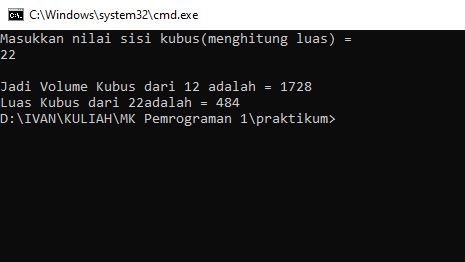 C:\Windows\system32\cmd.exe
Masukkan nilai sisi kubus(menghitung luas) =
22
Jadi Volume Kubus dari 12 adalah = 1728
Luas Kubus dari 22adalah = 484
D:\IVAN\KULIAH\MK Pemrograman 1\praktikum>